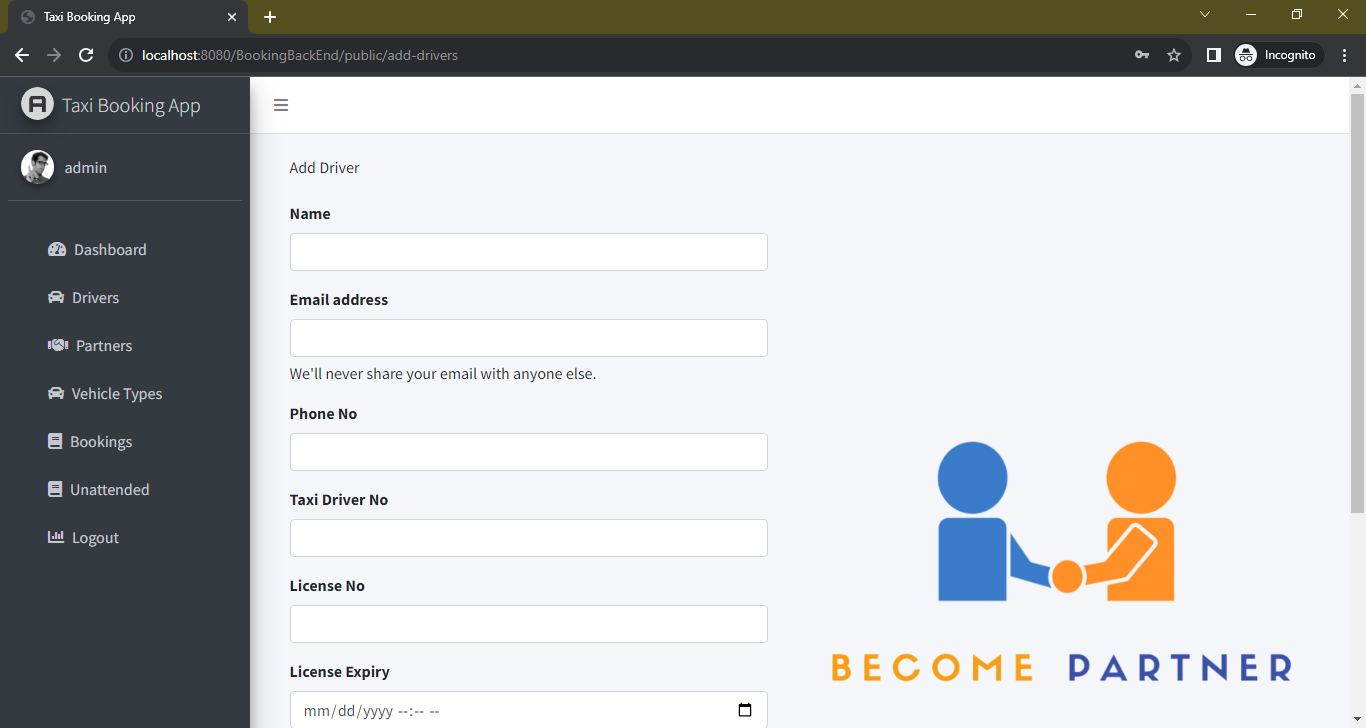 Taxi Booking App
localhost:8080/BookingBackEnd/public/add-drivers
Incognito
Taxi Booking App
admin
Dashboard
Drivers
Partners
Vehicle Types
Bookings
Unattended
Logout
Add Driver
Name
Email address
We'll never share your email with anyone else.
Phone No
Taxi Driver No
License No
License Expiry
mm/dd/yyyy --:-- --
BECOME PARTNER